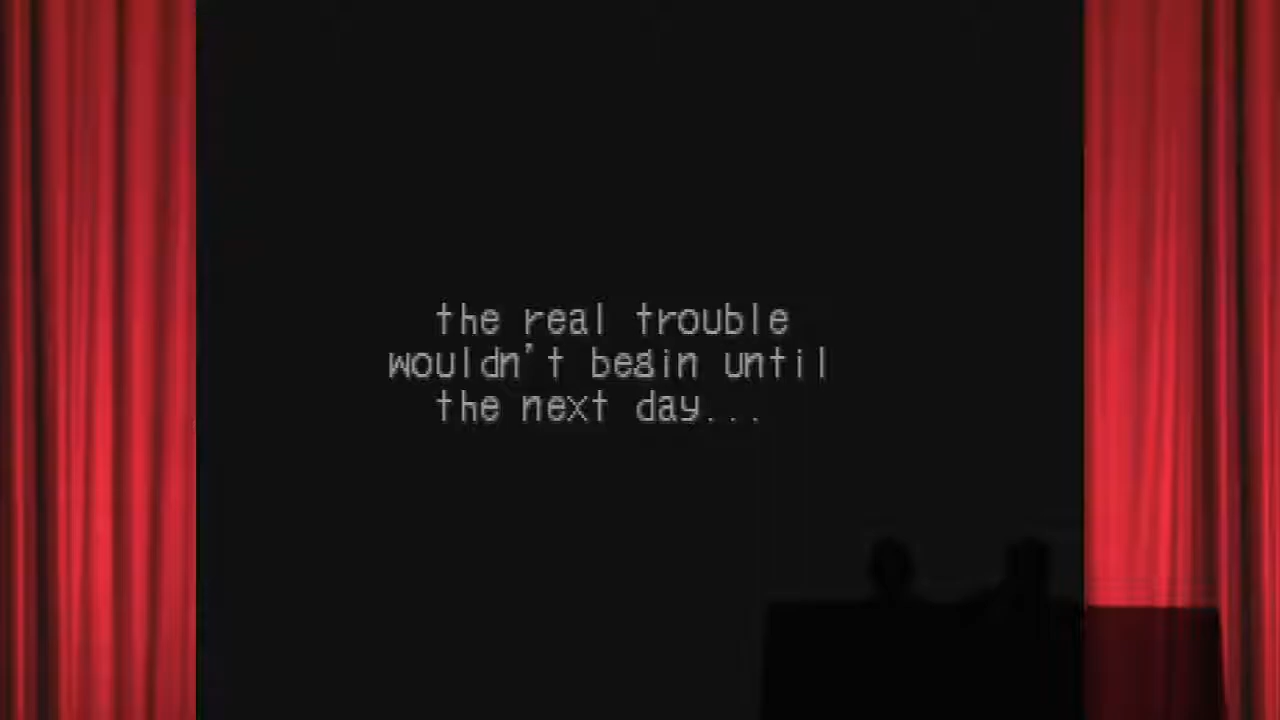 the real trouble
wouldn't begin until
the next day...